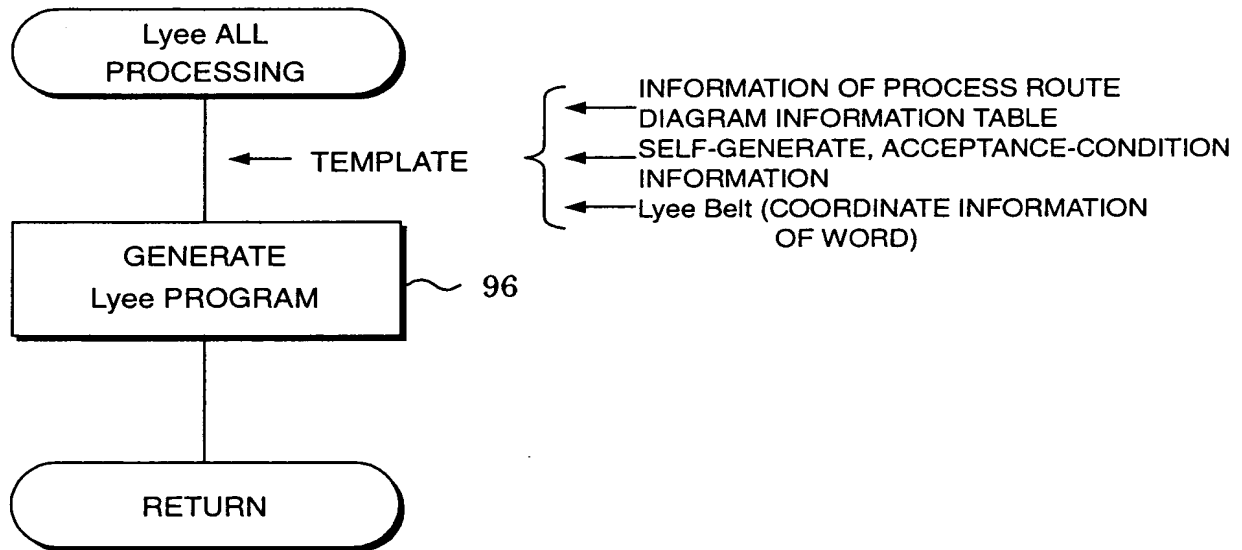 Lyee ALL
PROCESSING
TEMPLATE
INFORMATION OF PROCESS ROUTE
DIAGRAM INFORMATION TABLE
SELF-GENERATE, ACCEPTANCE-CONDITION
INFORMATION
Lyee Belt (COORDINATE INFORMATION
OF WORD)
GENERATE
Lyee PROGRAM
96
RETURN